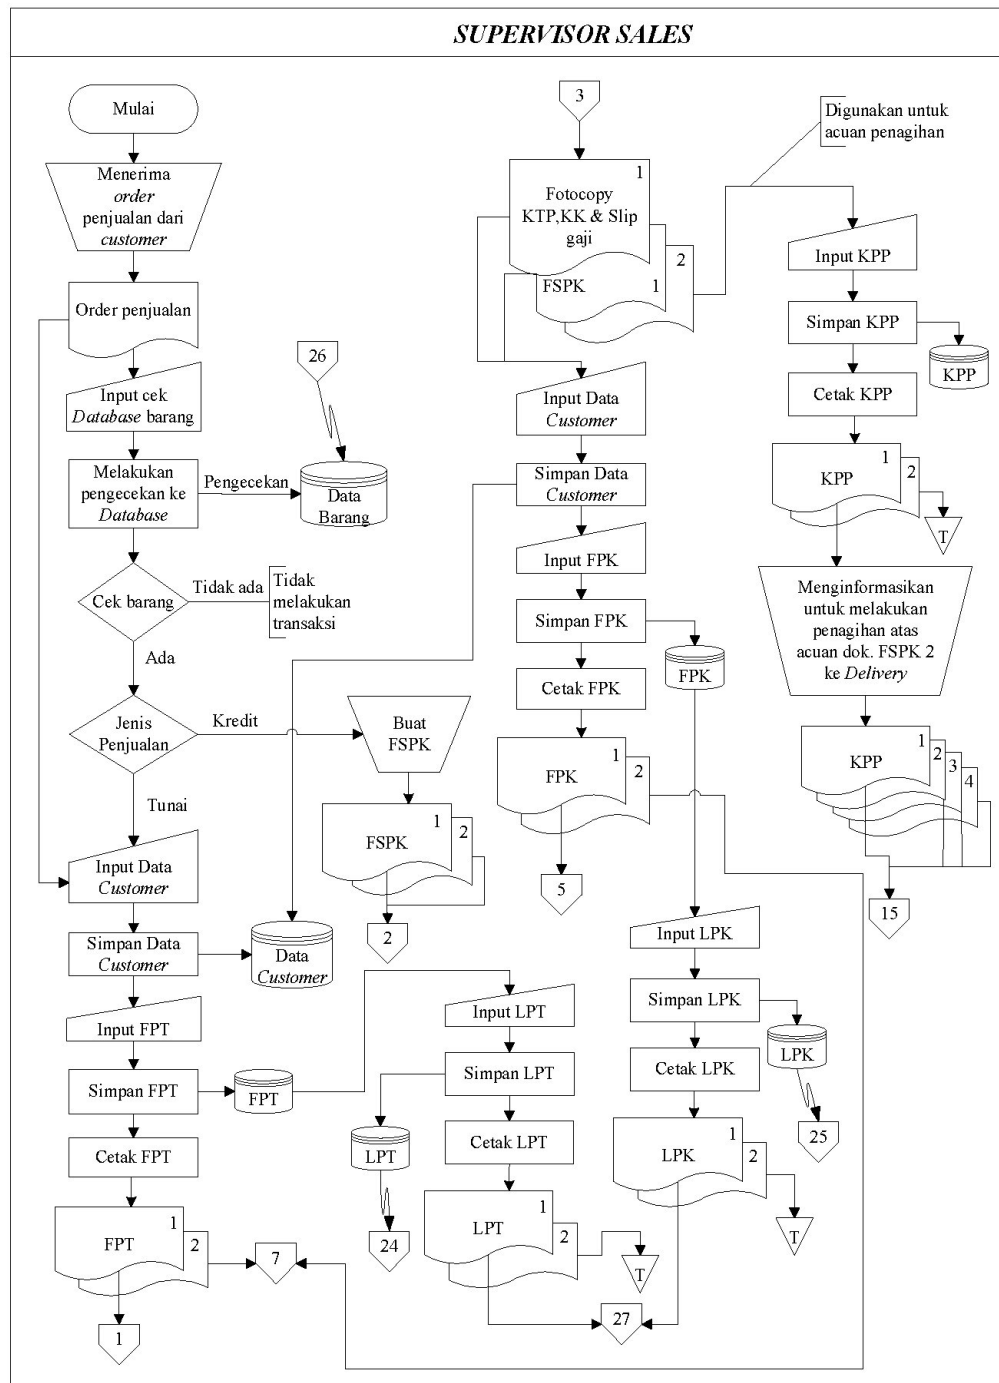 SUPERVISOR SALES
Mulai
Menerima
order
penjualan dari
customer
Order penjualan
Input cek
Database barang
Melakukan
pengecekan ke
Database
Pengecekan
26
Data
Barang
Cek barang
Tidak ada
Tidak
melakukan
transaksi
Ada
Jenis
Penjualan
Kredit
Buat
FSPK
1
2
FSPK
2
Tunai
Input Data
Customer
Simpan Data
Customer
Data
Customer
Input FPT
Simpan FPT
FPT
Cetak FPT
1
2
FPT
7
1
Input LPT
Simpan LPT
LPT
24
Cetak LPT
1
2
LPT
T
27
3
1
Fotocopy
KTP,KK & Slip
gaji
2
FSPK
1
Input Data
Customer
Simpan Data
Customer
Input FPK
Simpan FPK
FPK
Cetak FPK
1
2
FPK
5
Input LPK
Simpan LPK
LPK
25
Cetak LPK
1
2
LPK
T
Digunakan untuk
acuan penagihan
Input KPP
Simpan KPP
KPP
Cetak KPP
1
2
KPP
T
Menginformasikan
untuk melakukan
penagihan atas
acuan dok. FSPK 2
ke Delivery
1
2
3
4
KPP
15